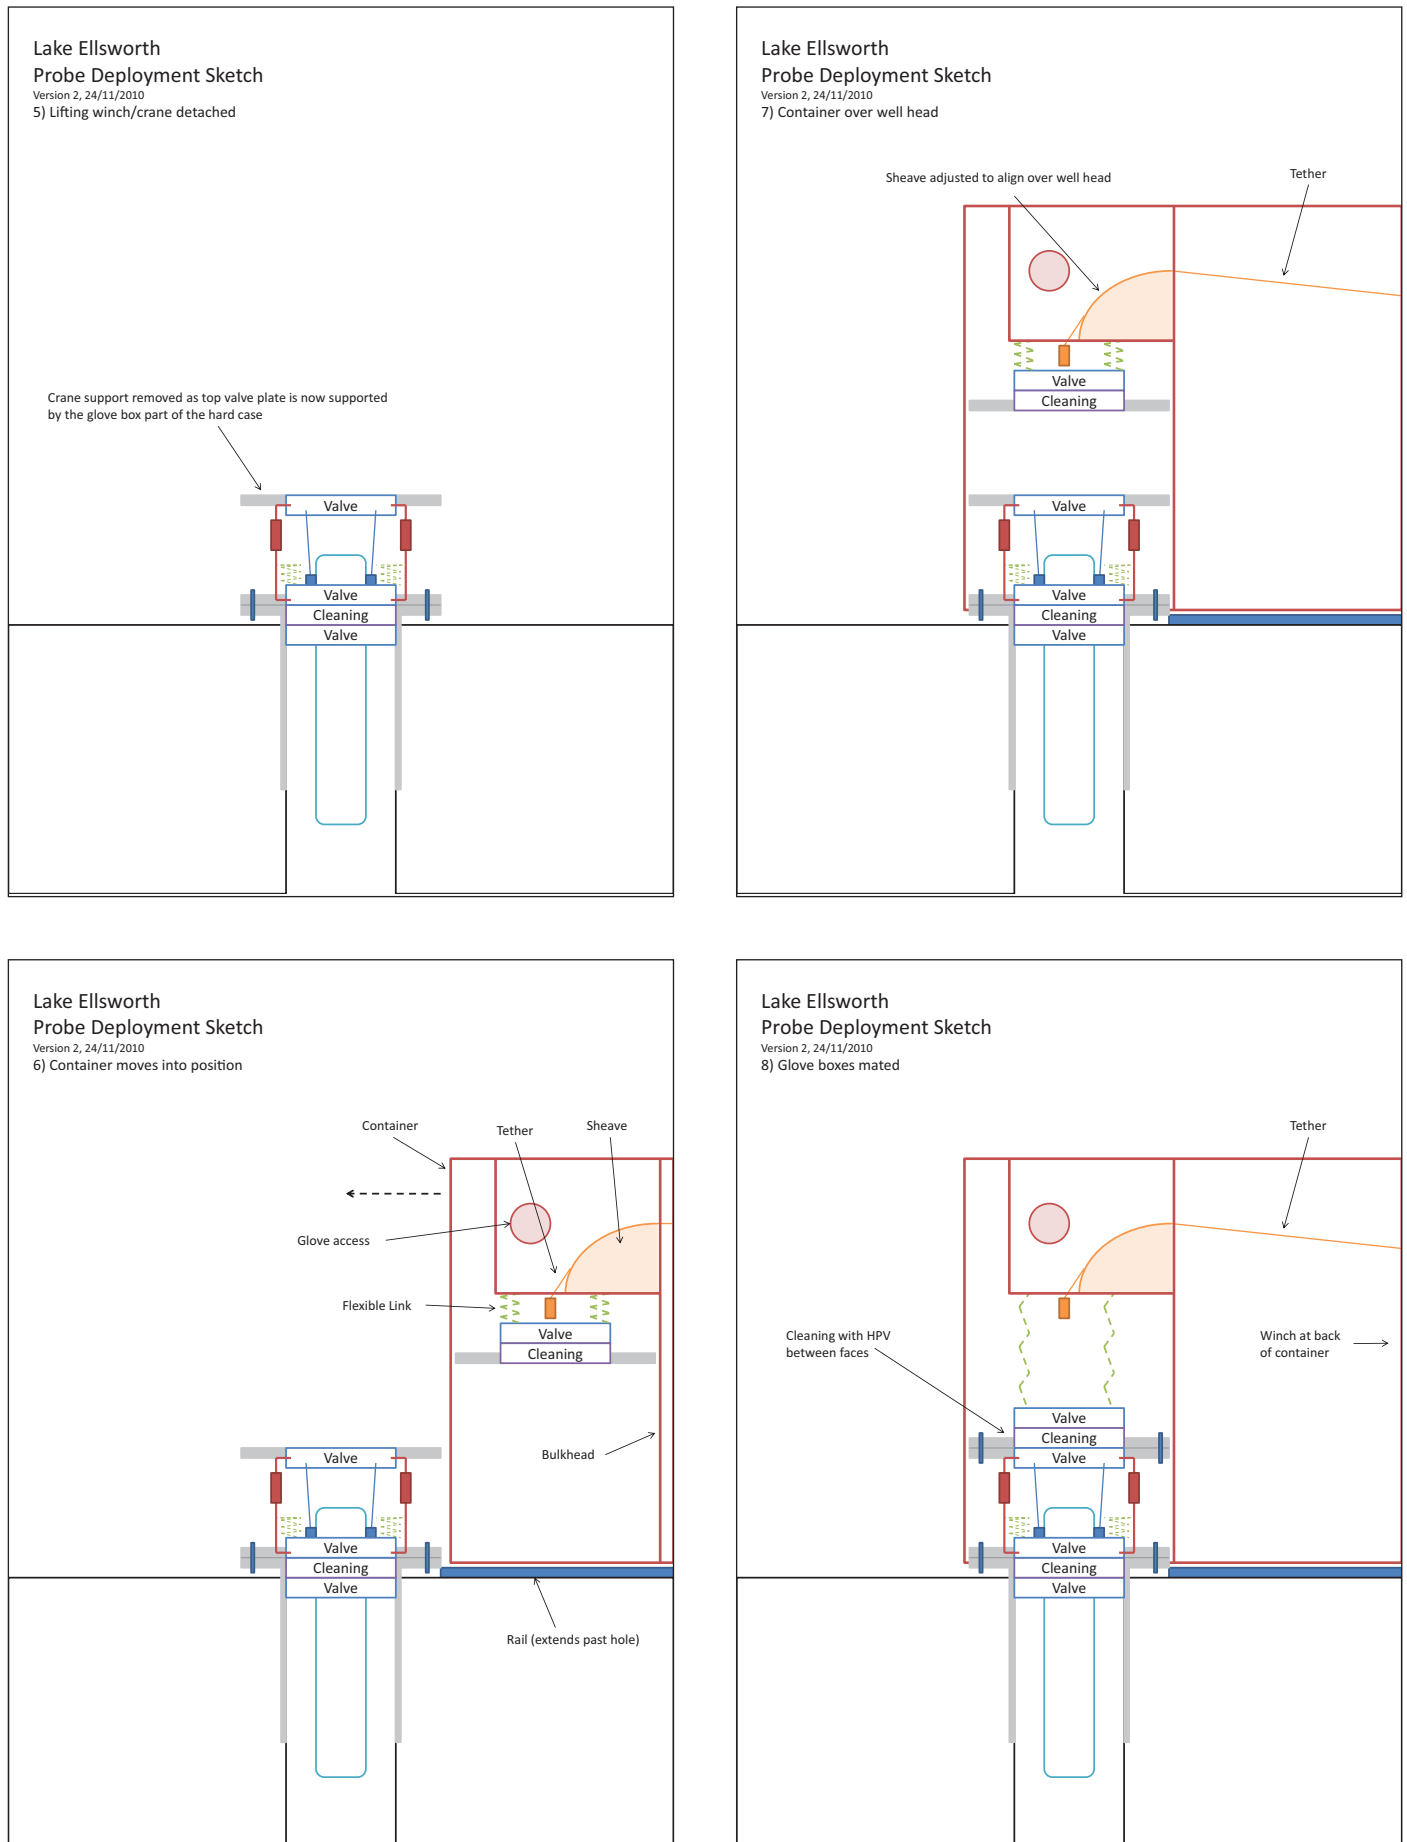 Lake Ellsworth
Probe Deployment Sketch
Version 2, 24/11/2010
5) Lifting winch/crane detached
Crane support removed as top valve plate is now supported
by the glove box part of the hard case
Valve
Valve
Cleaning
Valve
Lake Ellsworth
Probe Deployment Sketch
Version 2, 24/11/2010
7) Container over well head
Sheave adjusted to align over well head
Tether
Valve
Cleaning
Valve
Valve
Cleaning
Valve
Lake Ellsworth
Probe Deployment Sketch
Version 2, 24/11/2010
6) Container moves into position
Container
Tether
Sheave
Glove access
Flexible Link
Valve
Cleaning
Bulkhead
Valve
Valve
Cleaning
Valve
Rail (extends past hole)
Lake Ellsworth
Probe Deployment Sketch
Version 2, 24/11/2010
8) Glove boxes mated
Tether
Cleaning with HPV
between faces
Winch at back
of container
Valve
Cleaning
Valve
Valve
Cleaning
Valve